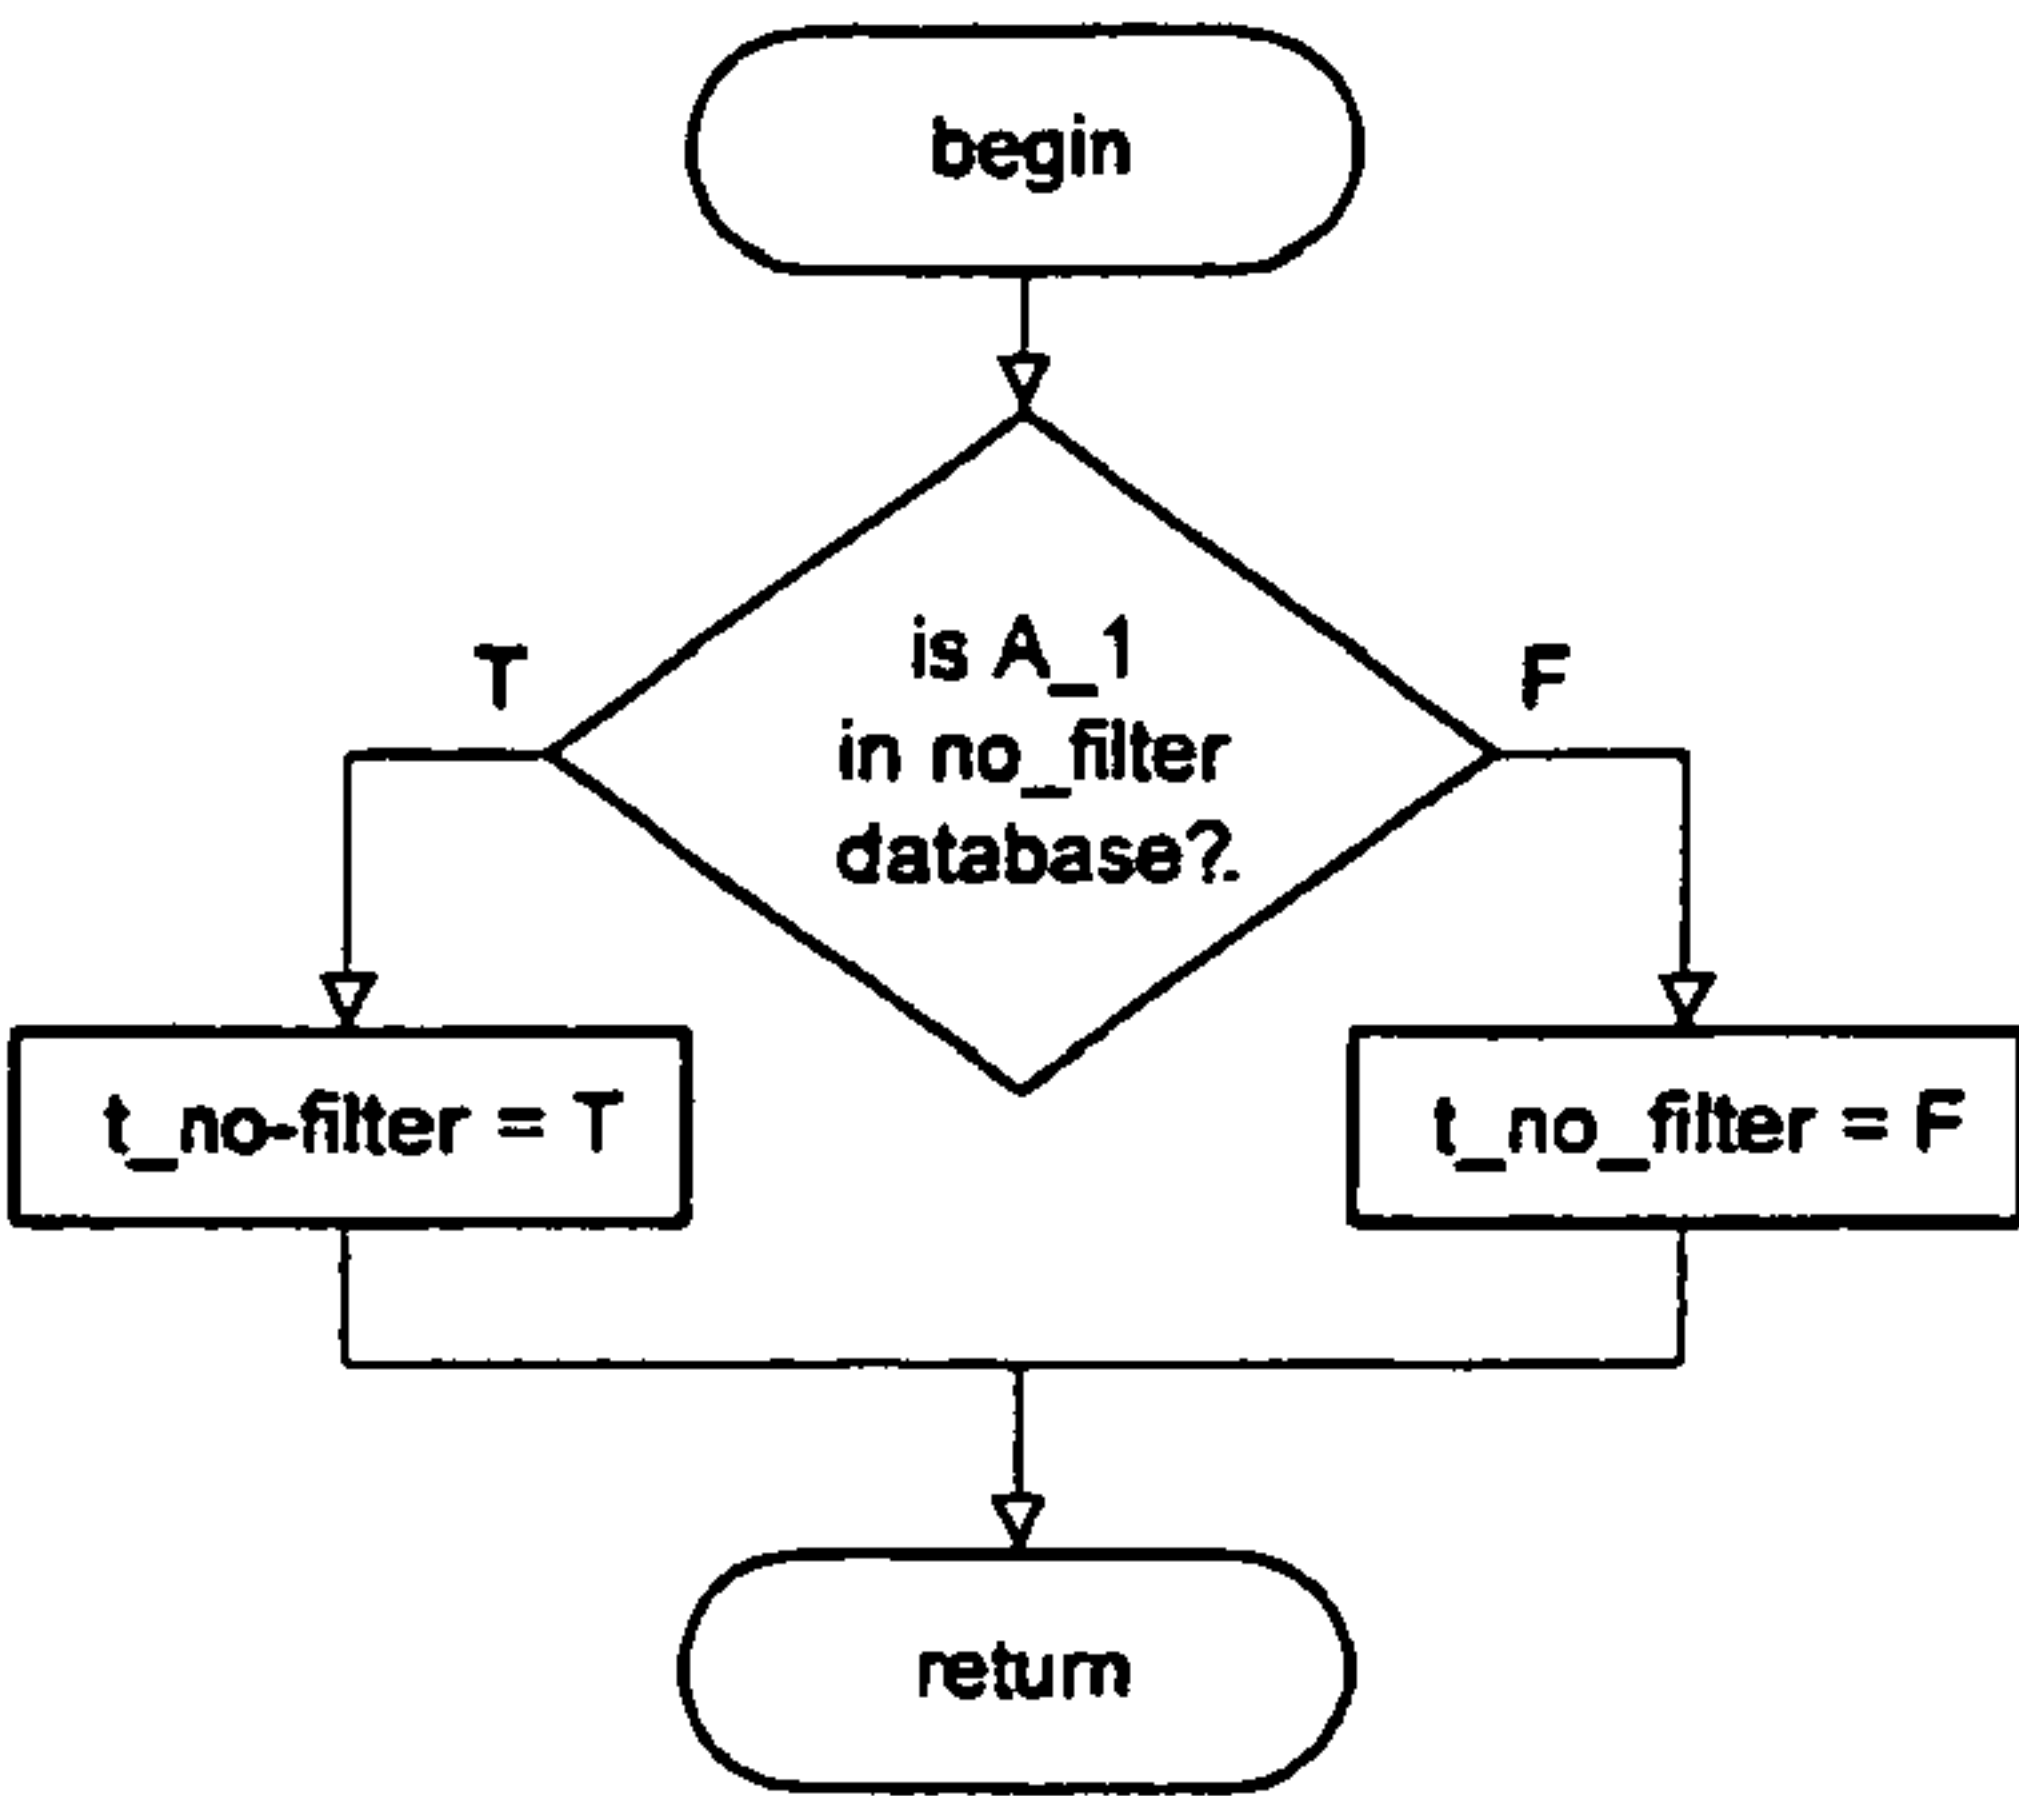 begin
is A_1
in no_filter
database?.
T
F
t_no-filter = T
t_no_filter = F
return